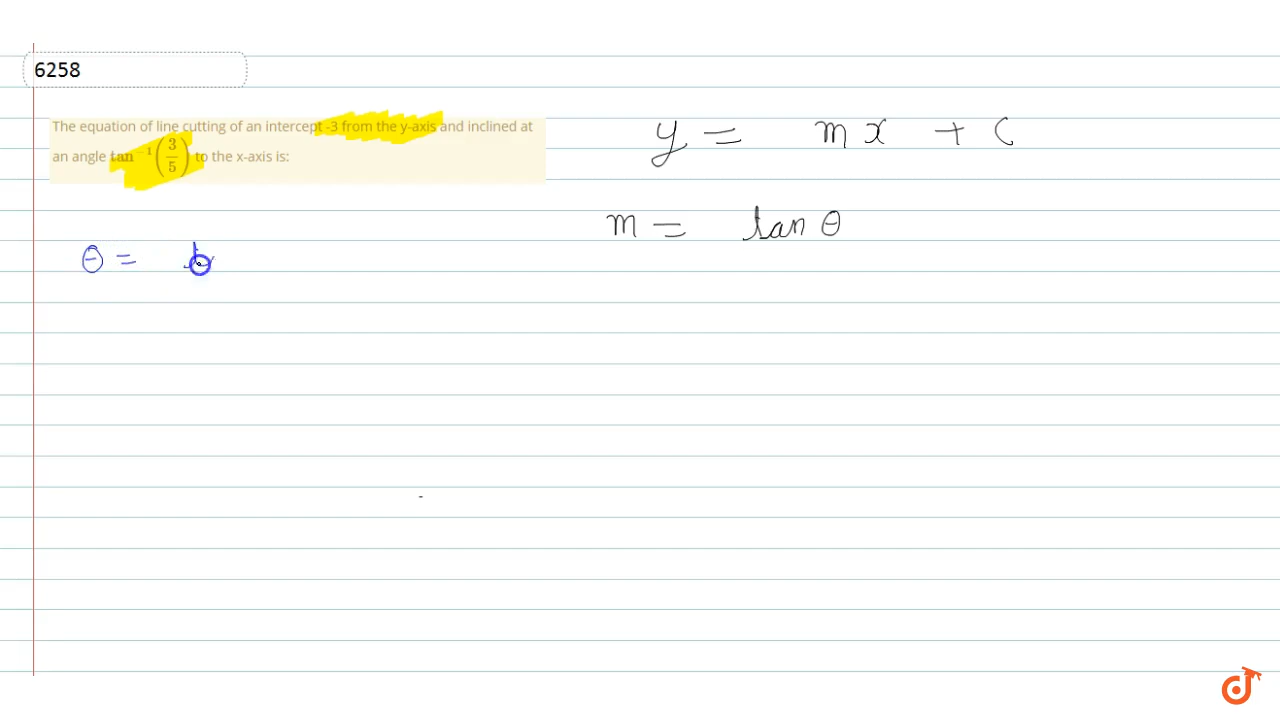 6258
The equation of line cutting of an intercept -3 from the y-axis and inclined at
an angle tan⁻¹(3/5) to the x-axis is:
y = mx + c
m = tan θ
θ =